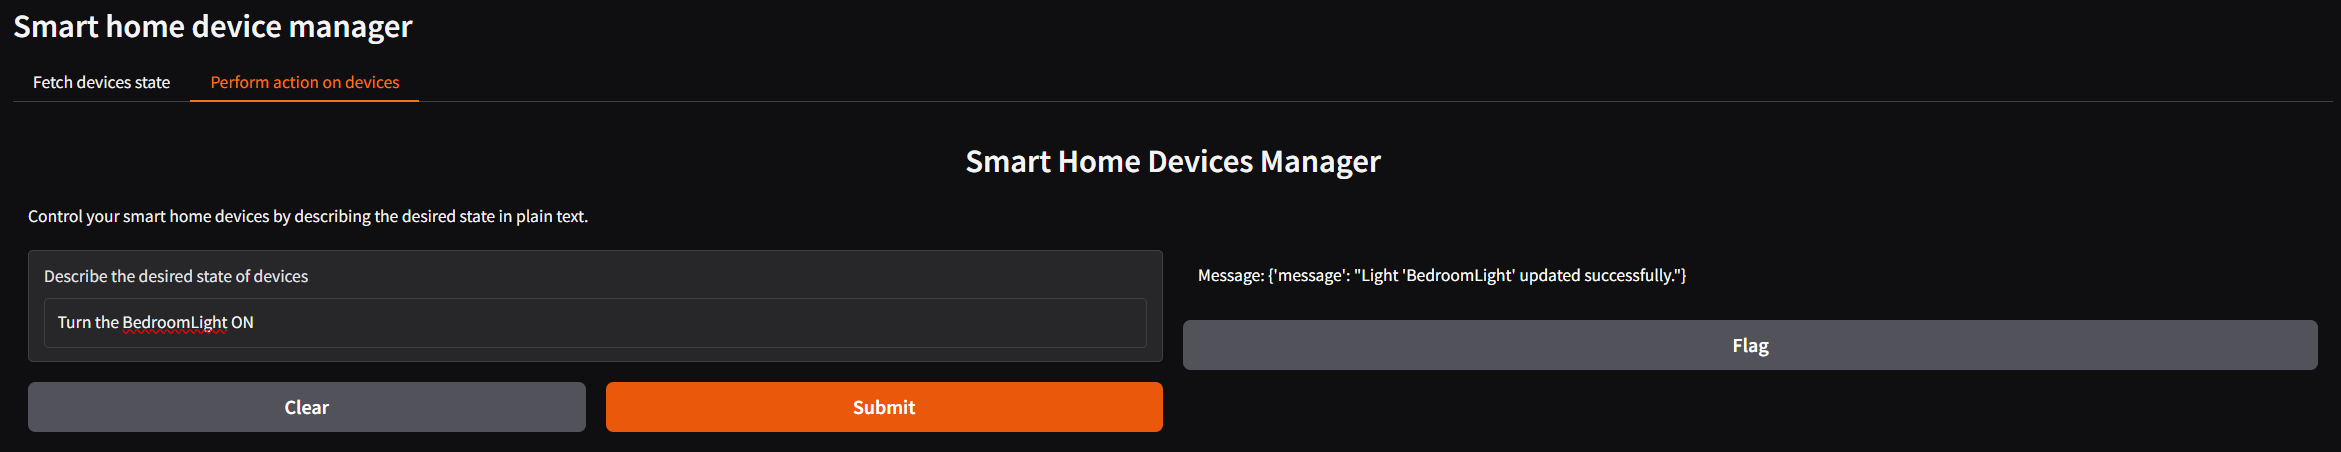 Smart home device manager
Fetch devices state
Perform action on devices
Smart Home Devices Manager
Control your smart home devices by describing the desired state in plain text.
Describe the desired state of devices
Turn the BedroomLight ON
Clear
Submit
Message: {'message': "Light 'BedroomLight' updated successfully."}
Flag